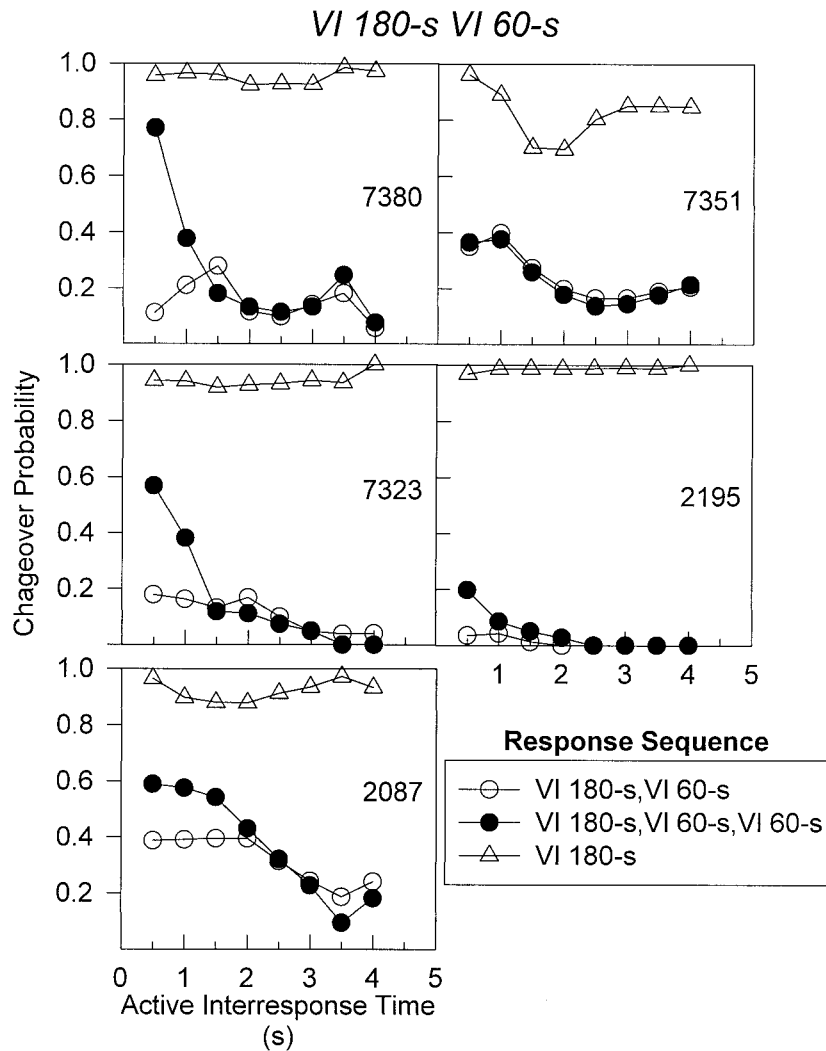 VI 180-s VI 60-s
Chageover Probability
1.0
0.8
0.6
0.4
0.2
7380
7351
1.0
0.8
0.6
0.4
0.2
7323
2195
1 2 3 4 5
1.0
0.8
0.6
0.4
0.2
2087
0 1 2 3 4 5
Active Interresponse Time
(s)
Response Sequence
VI 180-s,VI 60-s
VI 180-s,VI 60-s,VI 60-s
VI 180-s